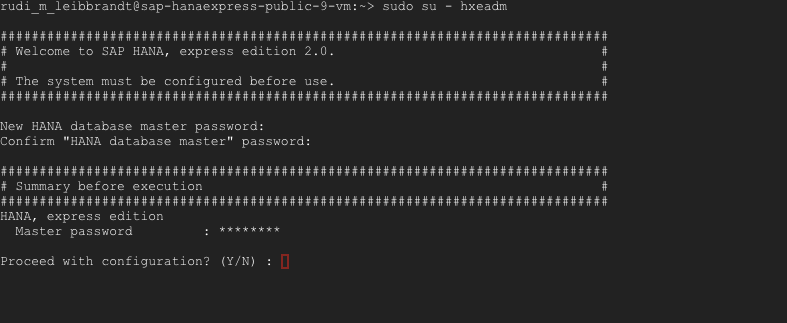 rudi_m_leibbrandt@sap-hanaexpress-public-9-vm:~> sudo su - hxeadm
##############################################################################
# Welcome to SAP HANA, express edition 2.0.                                  #
#                                                                            #
# The system must be configured before use.                                  #
##############################################################################
New HANA database master password:
Confirm "HANA database master" password:
##############################################################################
# Summary before execution                                                   #
##############################################################################
HANA, express edition
  Master password         : ********
Proceed with configuration? (Y/N) :